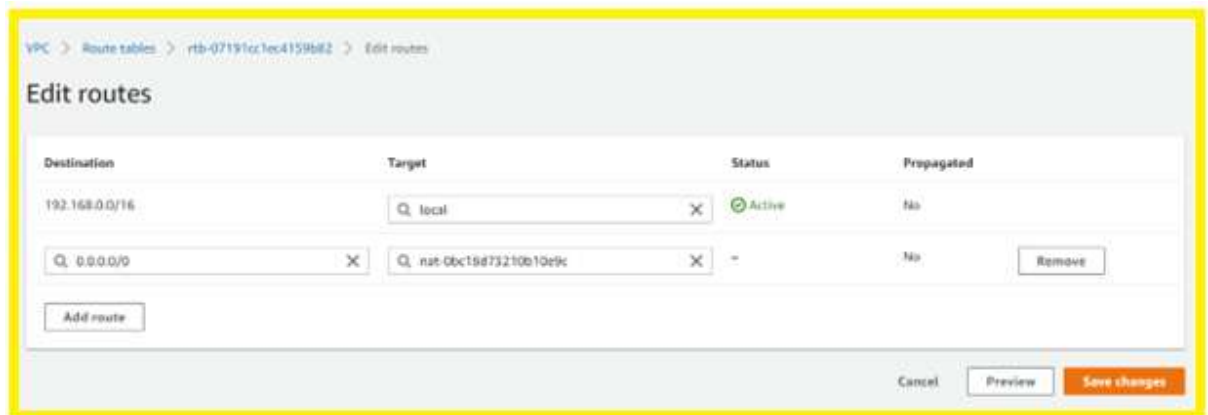 VPC > Route tables > rtb-07191cc1ec4159b82 > Edit routes
Edit routes
Destination Target Status Propagated
192.168.0.0/16 local Active No
0.0.0.0/0 nat-0bc18d73210b10e9c – No Remove
Add route
Cancel Preview Save changes